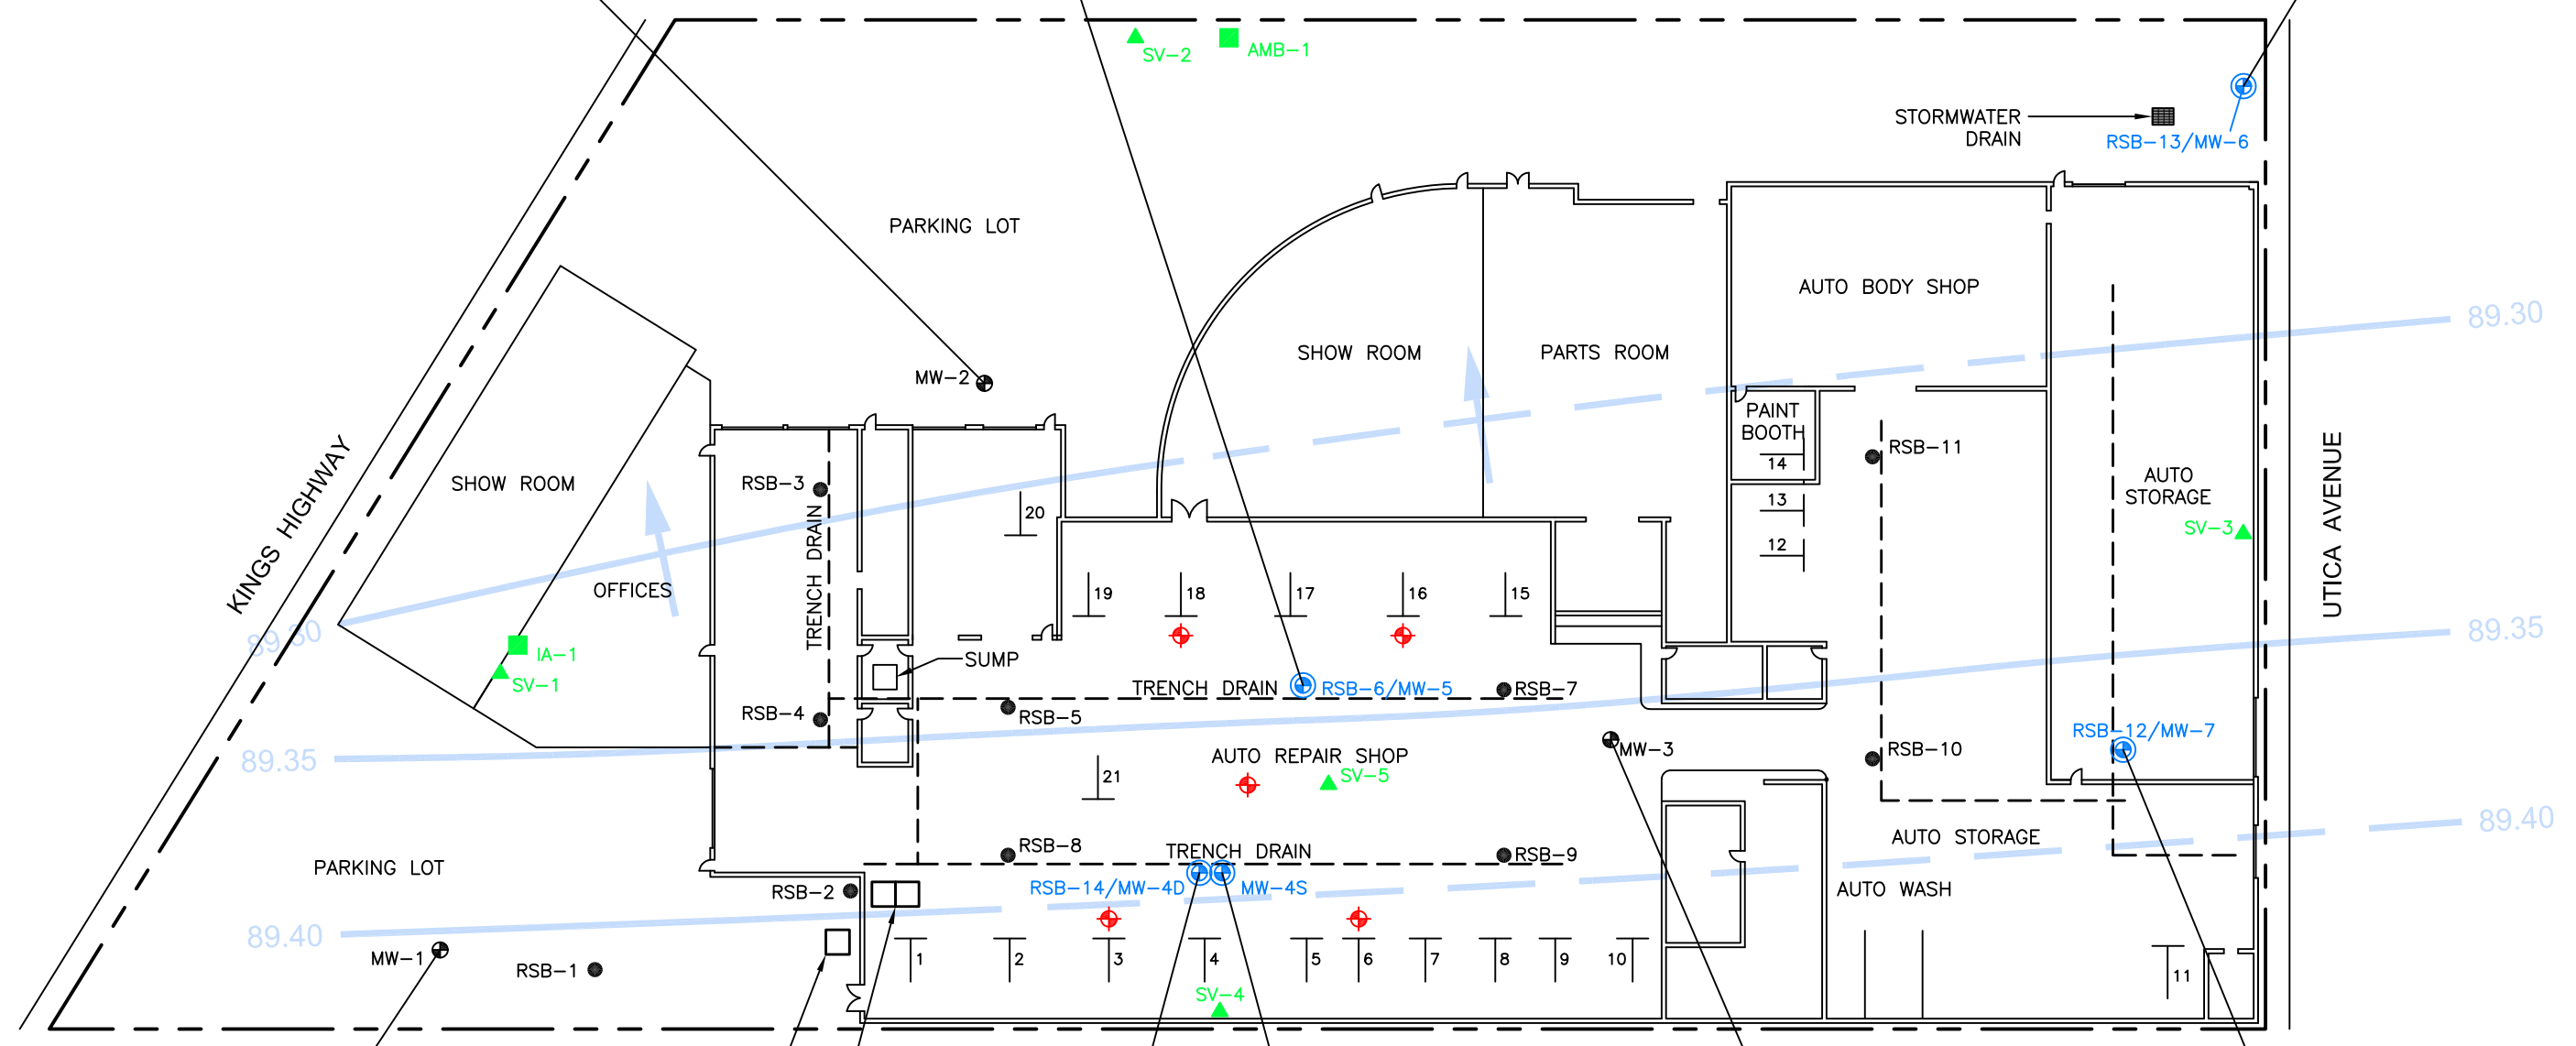 SV-2
AMB-1
STORMWATER
DRAIN
RSB-13/MW-6
PARKING LOT
AUTO BODY SHOP
89.30
SHOW ROOM
PARTS ROOM
MW-2
PAINT
BOOTH
14
RSB-11
KINGS HIGHWAY
SHOW ROOM
RSB-3
AUTO
STORAGE
13
20
SV-3
UTICA AVENUE
TRENCH DRAIN
12
OFFICES
19
18
17
16
15
89.30
IA-1
SV-1
SUMP
89.35
TRENCH DRAIN
RSB-6/MW-5
RSB-7
RSB-4
RSB-5
RSB-12/MW-7
89.35
AUTO REPAIR SHOP
MW-3
RSB-10
21
SV-5
89.40
AUTO STORAGE
RSB-8
TRENCH DRAIN
RSB-9
PARKING LOT
RSB-2
RSB-14/MW-4D
MW-4S
AUTO WASH
89.40
MW-1
RSB-1
1
2
3
4
5
6
7
8
9
10
11
SV-4